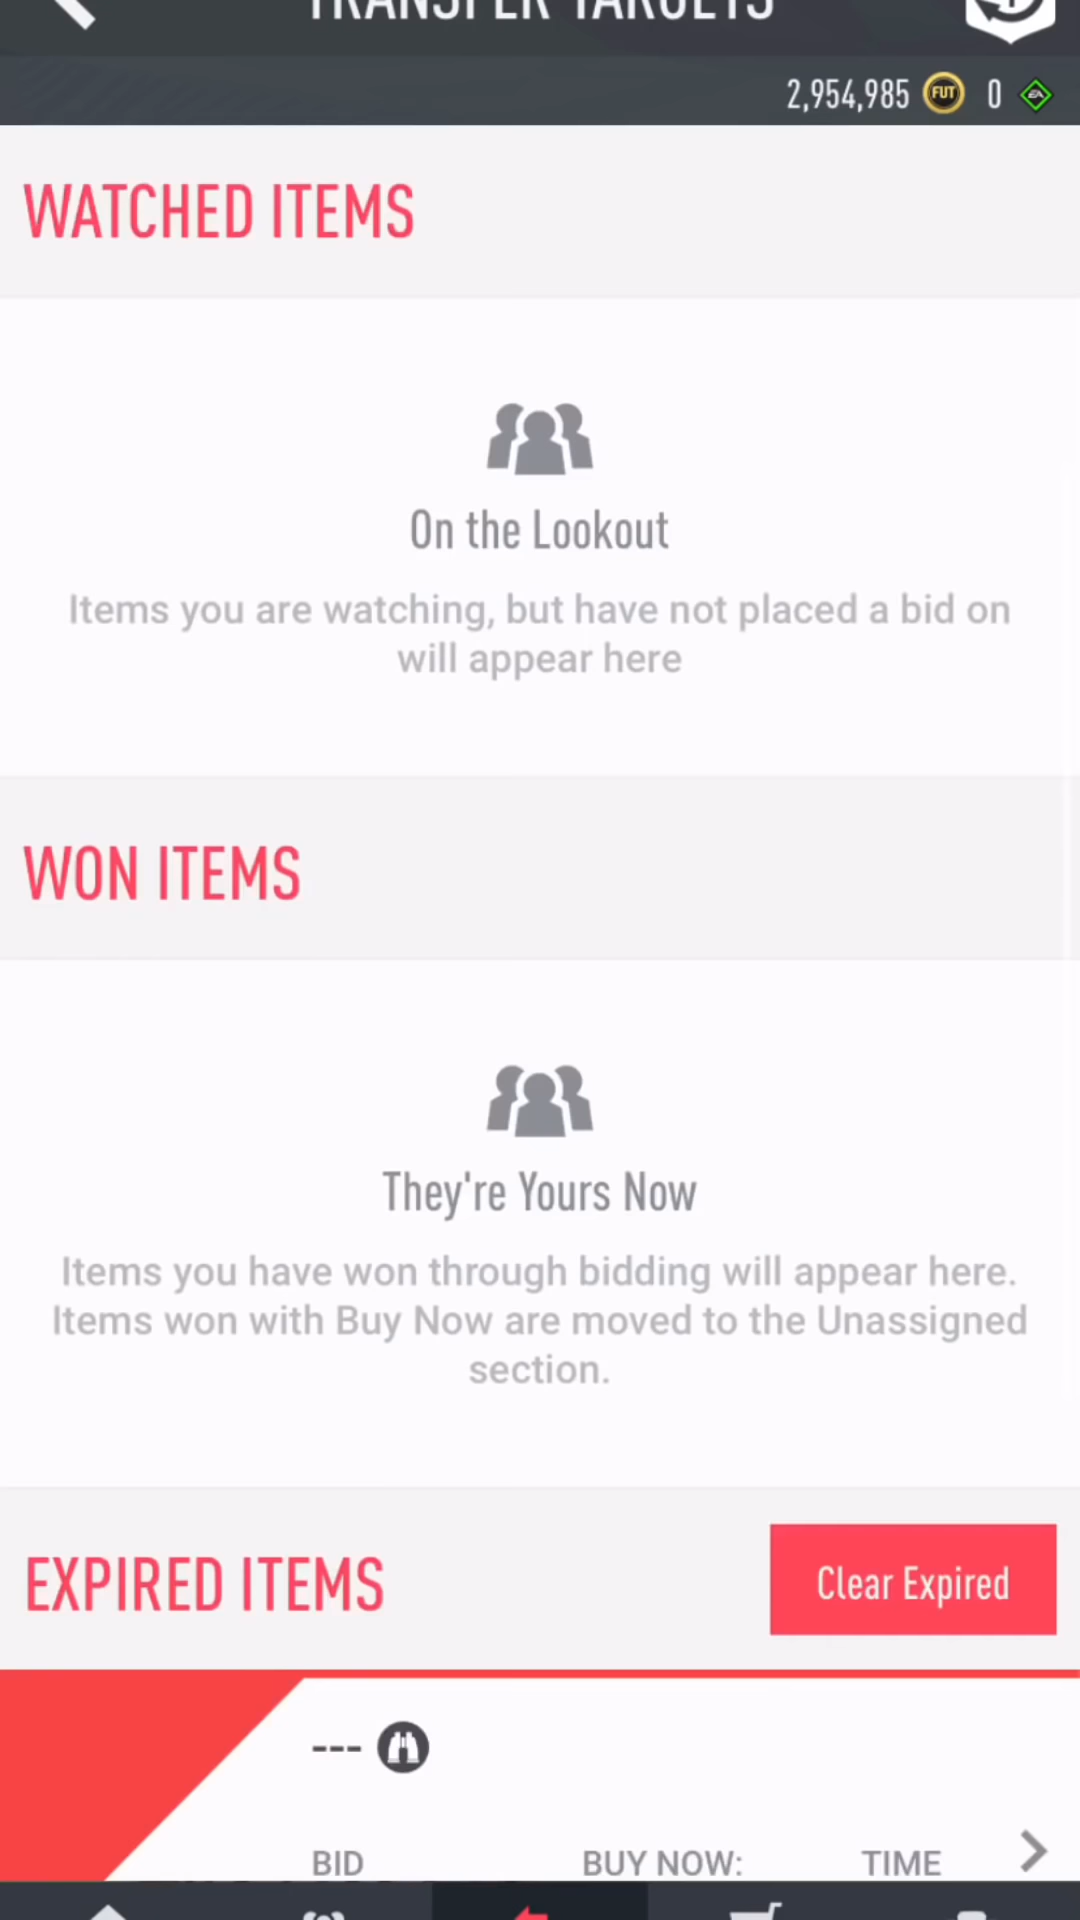 TRANSFER TARGETS
2,954,985 FUT 0 EA
WATCHED ITEMS
On the Lookout
Items you are watching, but have not placed a bid on
will appear here
WON ITEMS
They're Yours Now
Items you have won through bidding will appear here.
Items won with Buy Now are moved to the Unassigned
section.
EXPIRED ITEMS
Clear Expired
---
BID BUY NOW: TIME